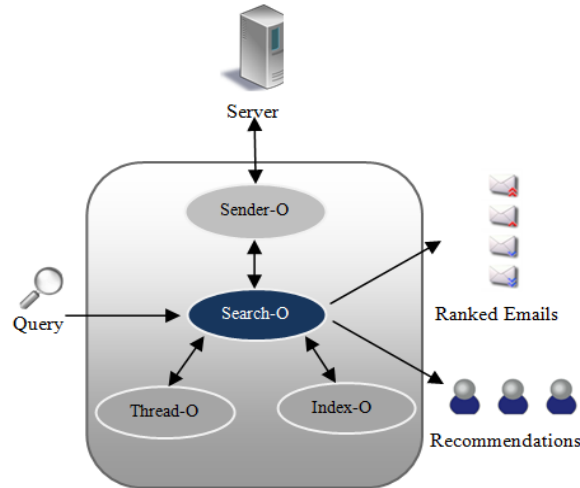 Server
Sender-O
Query
Search-O
Ranked Emails
Thread-O
Index-O
Recommendations